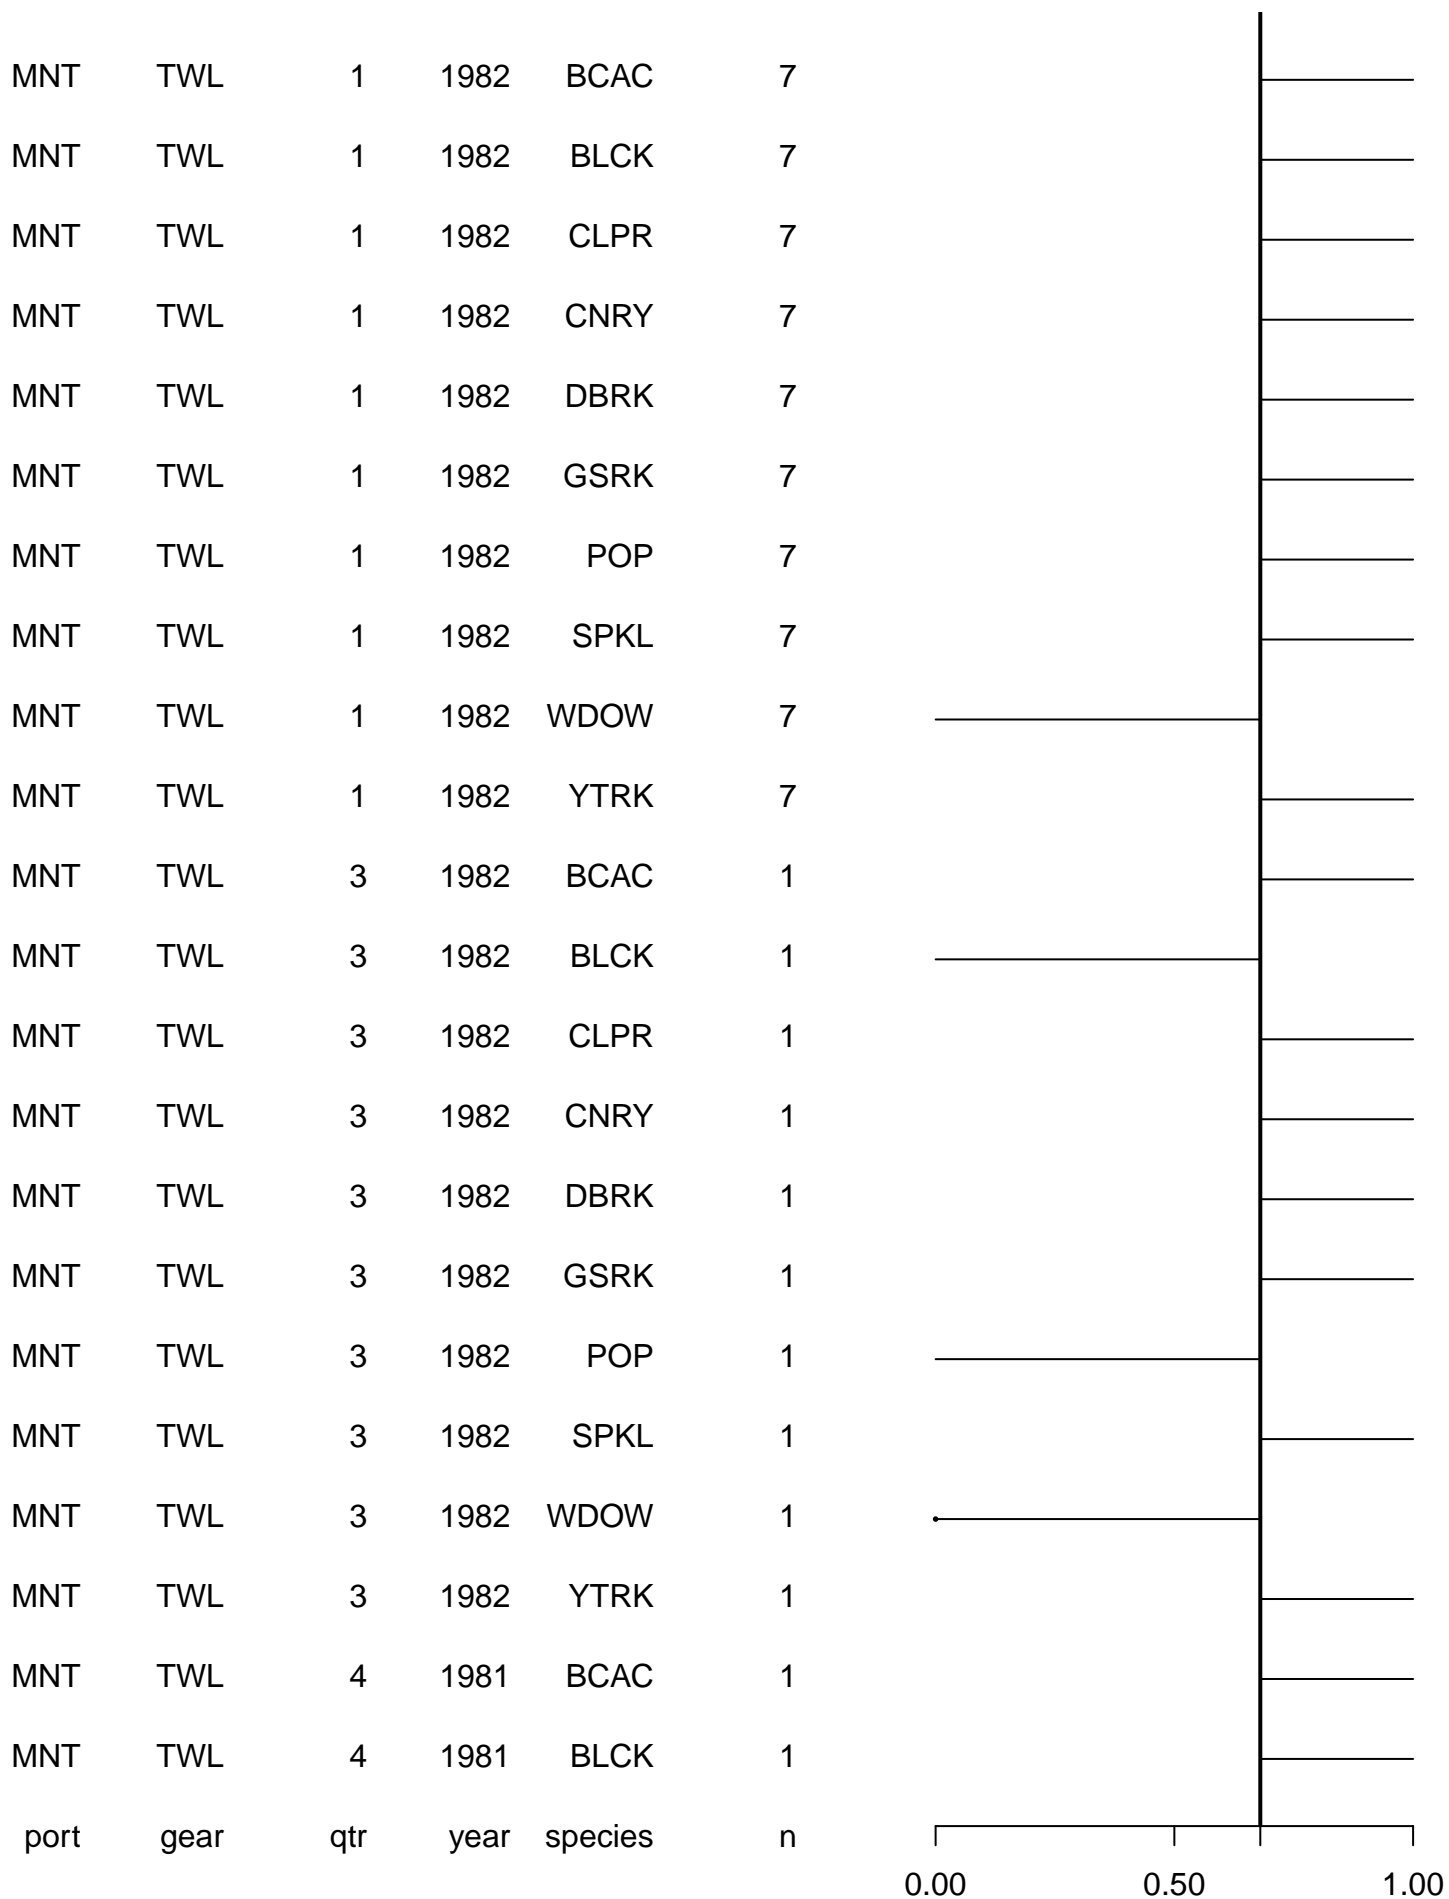 MNT TWL 1 1982 BCAC 7
MNT TWL 1 1982 BLCK 7
MNT TWL 1 1982 CLPR 7
MNT TWL 1 1982 CNRY 7
MNT TWL 1 1982 DBRK 7
MNT TWL 1 1982 GSRK 7
MNT TWL 1 1982 POP 7
MNT TWL 1 1982 SPKL 7
MNT TWL 1 1982 WDOW 7
MNT TWL 1 1982 YTRK 7
MNT TWL 3 1982 BCAC 1
MNT TWL 3 1982 BLCK 1
MNT TWL 3 1982 CLPR 1
MNT TWL 3 1982 CNRY 1
MNT TWL 3 1982 DBRK 1
MNT TWL 3 1982 GSRK 1
MNT TWL 3 1982 POP 1
MNT TWL 3 1982 SPKL 1
MNT TWL 3 1982 WDOW 1
MNT TWL 3 1982 YTRK 1
MNT TWL 4 1981 BCAC 1
MNT TWL 4 1981 BLCK 1
port gear qtr year species n
0.00 0.50 1.00